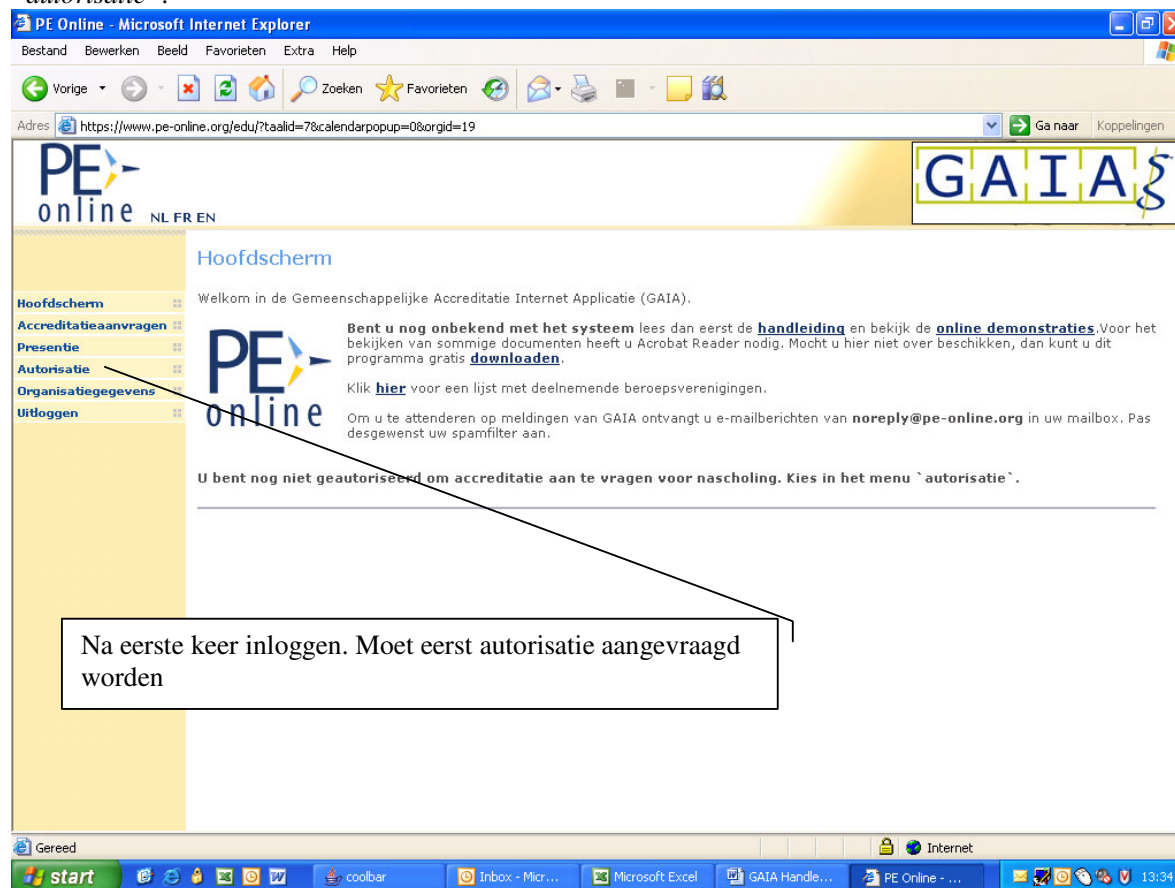 "autorisatie".
PE Online - Microsoft Internet Explorer
Bestand Bewerken Beeld Favorieten Extra Help
Vorige Zoeken Favorieten
Adres https://www.pe-online.org/edu/?taalid=7&calendarpopup=0&orgid=19 Ga naar Koppelingen
PE online NL FR EN
GAIA
Hoofdscherm
Welkom in de Gemeenschappelijke Accreditatie Internet Applicatie (GAIA).
Hoofdscherm
Accreditatieaanvragen
Presentie
Autorisatie
Organisatiegegevens
Uitloggen
PE online
Bent u nog onbekend met het systeem lees dan eerst de handleiding en bekijk de online demonstraties.Voor het
bekijken van sommige documenten heeft u Acrobat Reader nodig. Mocht u hier niet over beschikken, dan kunt u dit
programma gratis downloaden.
Klik hier voor een lijst met deelnemende beroepsverenigingen.
Om u te attenderen op meldingen van GAIA ontvangt u e-mailberichten van noreply@pe-online.org in uw mailbox. Pas
desgewenst uw spamfilter aan.
U bent nog niet geautoriseerd om accreditatie aan te vragen voor nascholing. Kies in het menu `autorisatie`.
Na eerste keer inloggen. Moet eerst autorisatie aangevraagd
worden
Gereed Internet
start coolbar Inbox - Micr... Microsoft Excel GAIA Handle... PE Online - ...